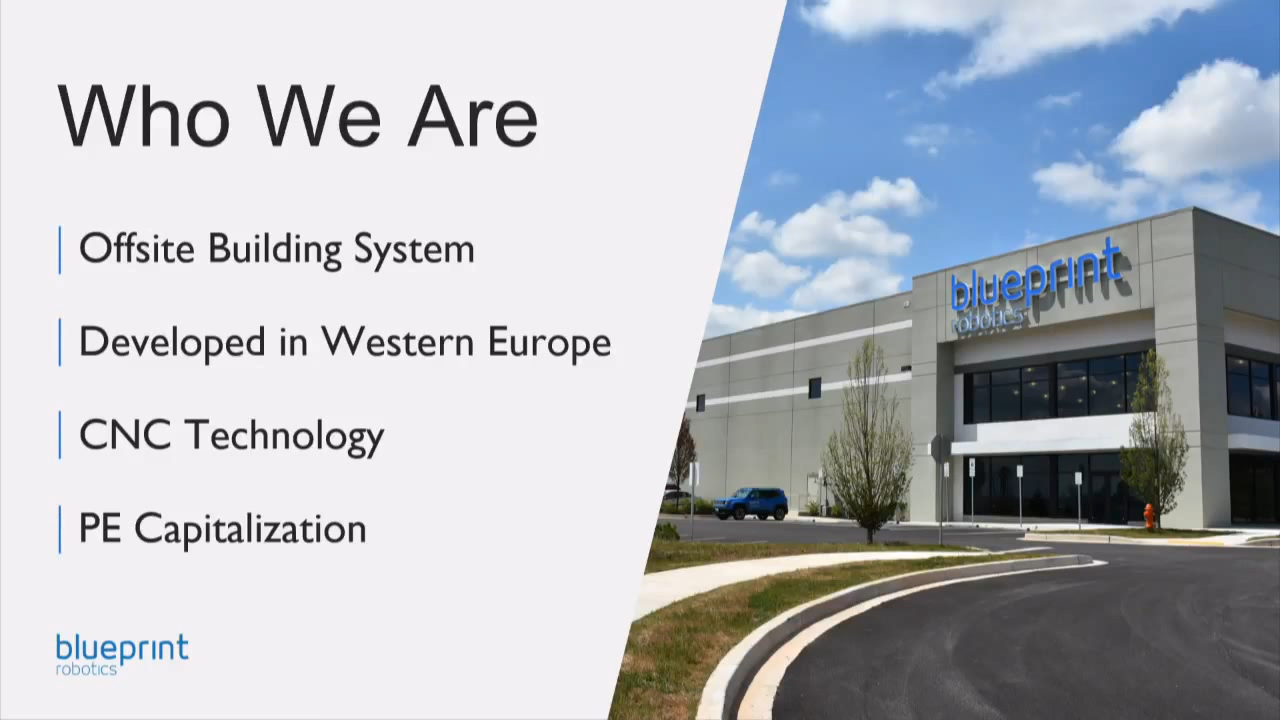 Who We Are
Offsite Building System
Developed in Western Europe
CNC Technology
PE Capitalization
blueprint
robotics
blueprint
robotics